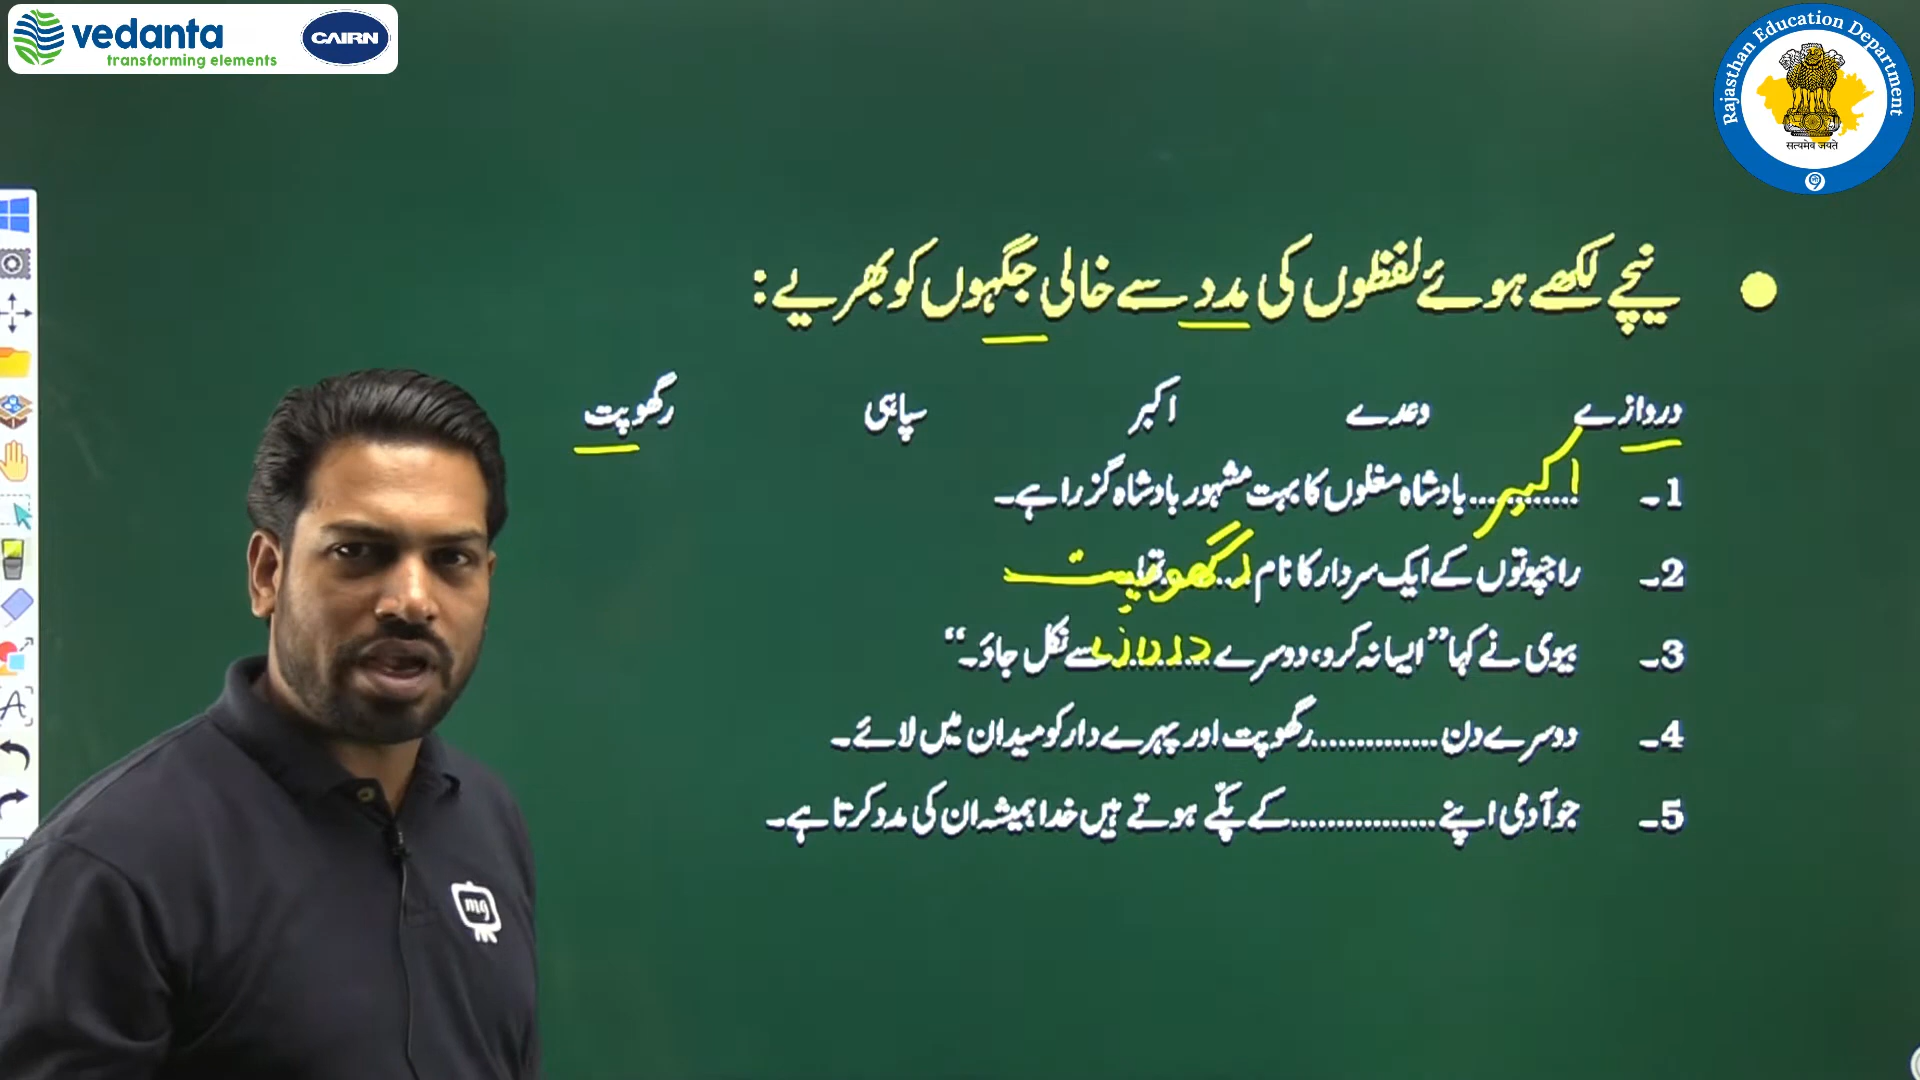 vedanta
transforming elements
CAIRN
Rajasthan Education Department
सत्यमेव जयते
نیچے لکھے ہوئے لفظوں کی مدد سے خالی جگہوں کو بھریے:
دروازے وعدے اکبر سپاہی رگھوپت
1۔ اکبر............بادشاہ مغلوں کا بہت مشہور بادشاہ گزرا ہے۔
2۔ راجپوتوں کے ایک سردار کا نام رگھوپت............تھا۔
3۔ بیوی نے کہا ”ایسا نہ کرو، دوسرے دروازے............سے نکل جاؤ۔“
4۔ دوسرے دن ..............رگھوپت اور پہرے دار کو میدان میں لائے۔
5۔ جو آدمی اپنے ................کے پکّے ہوتے ہیں خدا ہمیشہ ان کی مدد کرتا ہے۔
mg